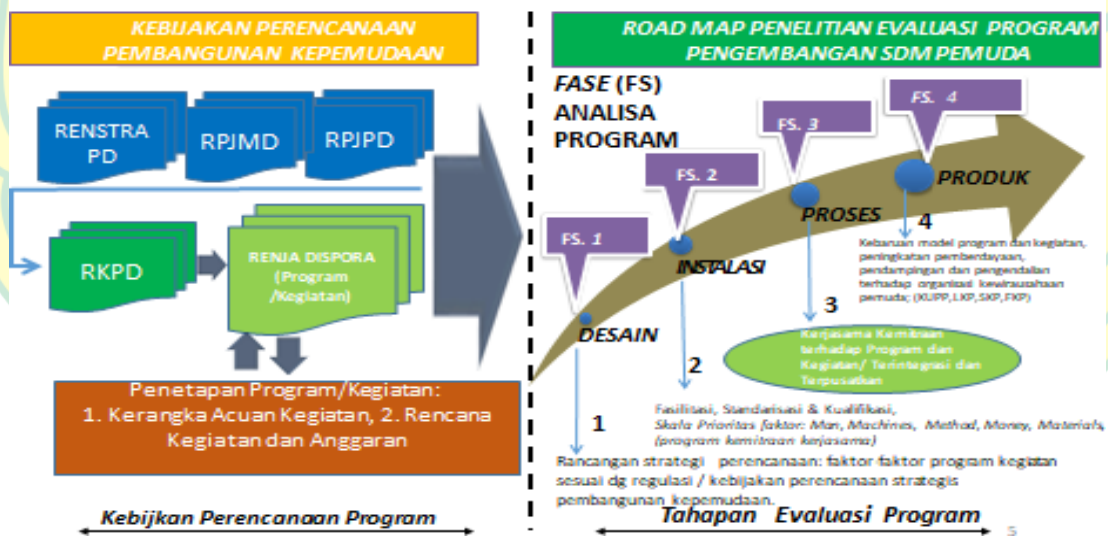 KEBIJAKAN PERENCANAAN
PEMBANGUNAN KEPEMUDAAN
RENSTRA
PD
RPJMD
RPJPD
RKPD
RENJA DISPORA
(Program
/Kegiatan)
Penetapan Program/Kegiatan:
1. Kerangka Acuan Kegiatan, 2. Rencana
Kegiatan dan Anggaran
Kebijkan Perencanaan Program
ROAD MAP PENELITIAN EVALUASI PROGRAM
PENGEMBANGAN SDM PEMUDA
FASE (FS)
ANALISA
PROGRAM
FS. 1
FS. 2
FS. 3
FS. 4
DESAIN
INSTALASI
PROSES
PRODUK
4
Kebaruan model program dan kegiatan,
peningkatan pemberdayaan,
pendampingan dan pengendalian
terhadap organisasi kewirausahaan
pemuda; (KUPP,LKP,SKP,FKP)
3
Kerjasama Kemitraan
terhadap Program dan
Kegiatan/ Terintegrasi dan
Terpusatkan
2
Fasilitasi, Standarisasi & Kualifikasi,
Skala Prioritas faktor: Man, Machines, Method, Money, Materials,
(program kemitraan kerjasama)
1
Rancangan strategi perencanaan: faktor-faktor program kegiatan
sesuai dg regulasi / kebijakan perencanaan strategis
pembangunan kepemudaan.
Tahapan Evaluasi Program
5